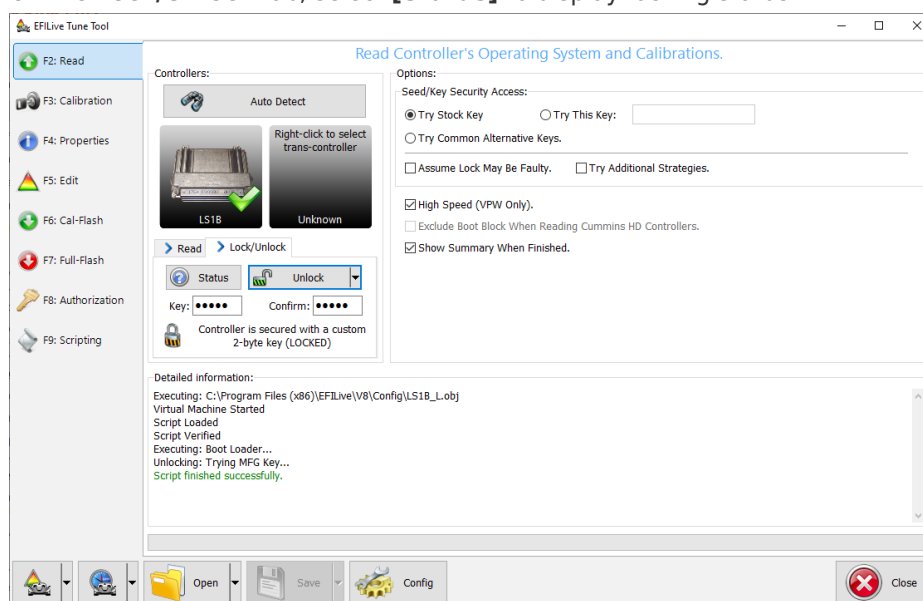 EFILive Tune Tool
F2: Read
F3: Calibration
F4: Properties
F5: Edit
F6: Cal-Flash
F7: Full-Flash
F8: Authorization
F9: Scripting
Read Controller's Operating System and Calibrations.
Controllers:
Auto Detect
LS1B
Right-click to select
trans-controller
Unknown
Read
Lock/Unlock
Status
Unlock
Key: •••••
Confirm: •••••
Controller is secured with a custom
2-byte key (LOCKED)
Options:
Seed/Key Security Access:
Try Stock Key
Try This Key:
Try Common Alternative Keys.
Assume Lock May Be Faulty.
Try Additional Strategies.
High Speed (VPW Only).
Exclude Boot Block When Reading Cummins HD Controllers.
Show Summary When Finished.
Detailed information:
Executing: C:\Program Files (x86)\EFILive\V8\Config\LS1B_L.obj
Virtual Machine Started
Script Loaded
Script Verified
Executing: Boot Loader...
Unlocking: Trying MFG Key...
Script finished successfully.
Open
Save
Config
Close